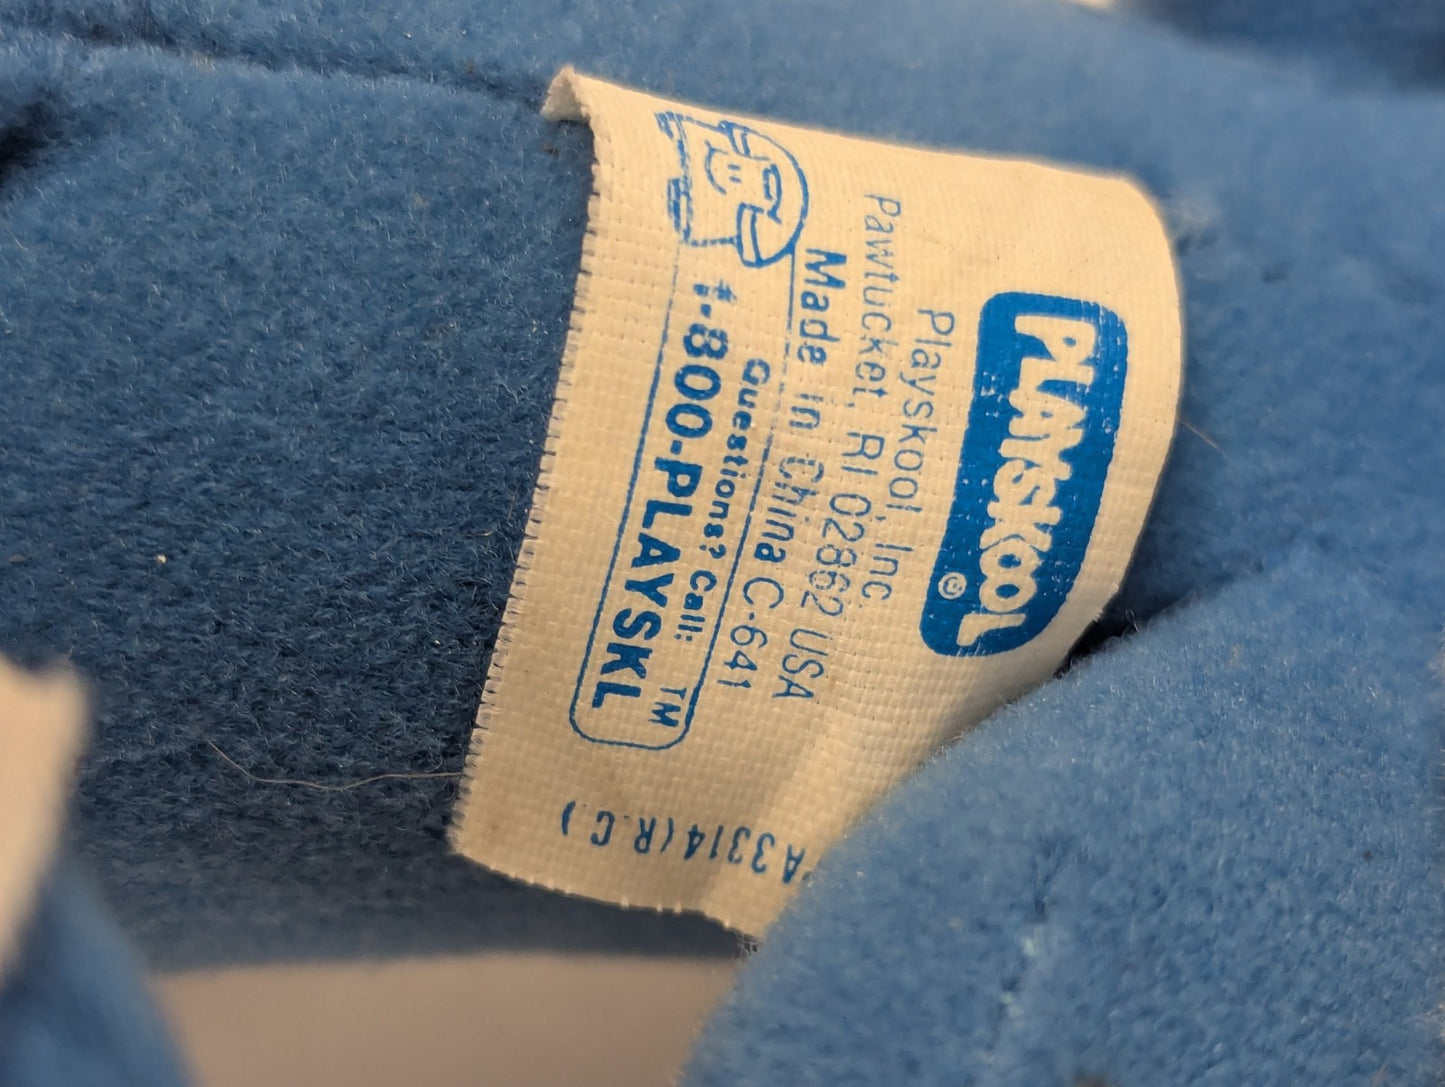 PLAYSKOOL ©
Playskool, Inc.
Pawtucket, RI 02862 USA
Made in China C-641
Questions? Call:
1-800-PLAYSKL™
A3314(R.C.)